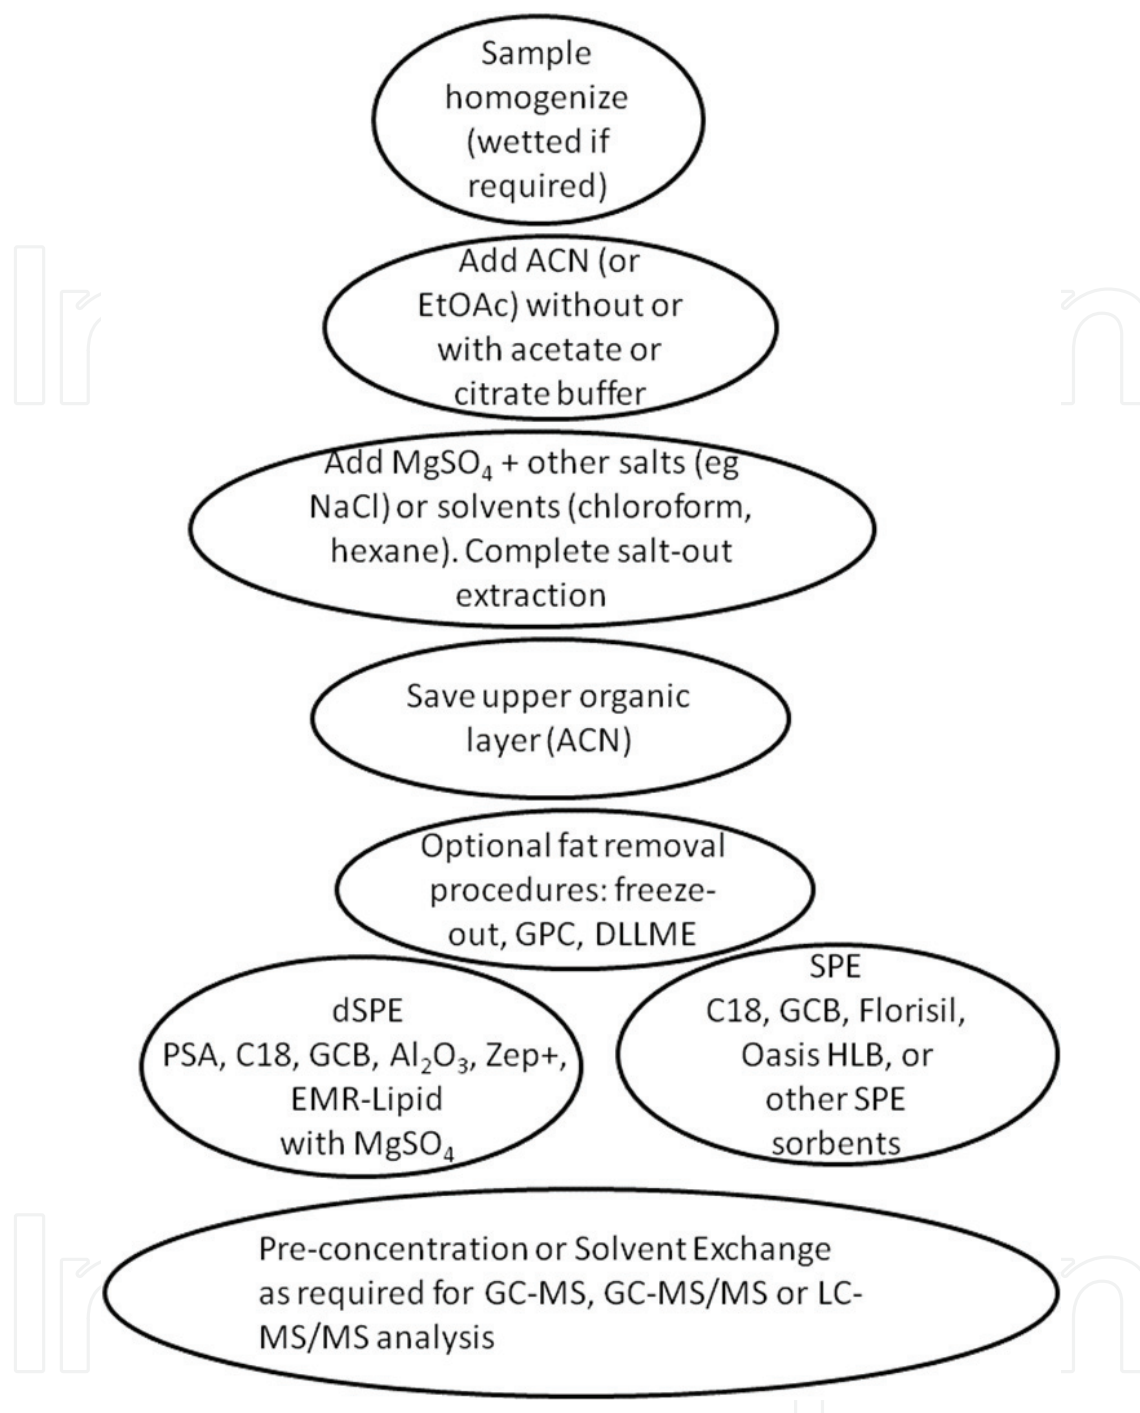 Sample
homogenize
(wetted if
required)
Add ACN (or
EtOAc) without or
with acetate or
citrate buffer
Add MgSO₄ + other salts (eg
NaCl) or solvents (chloroform,
hexane). Complete salt-out
extraction
Save upper organic
layer (ACN)
Optional fat removal
procedures: freeze-
out, GPC, DLLME
dSPE
PSA, C18, GCB, Al₂O₃, Zep+,
EMR-Lipid
with MgSO₄
SPE
C18, GCB, Florisil,
Oasis HLB, or
other SPE
sorbents
Pre-concentration or Solvent Exchange
as required for GC-MS, GC-MS/MS or LC-
MS/MS analysis